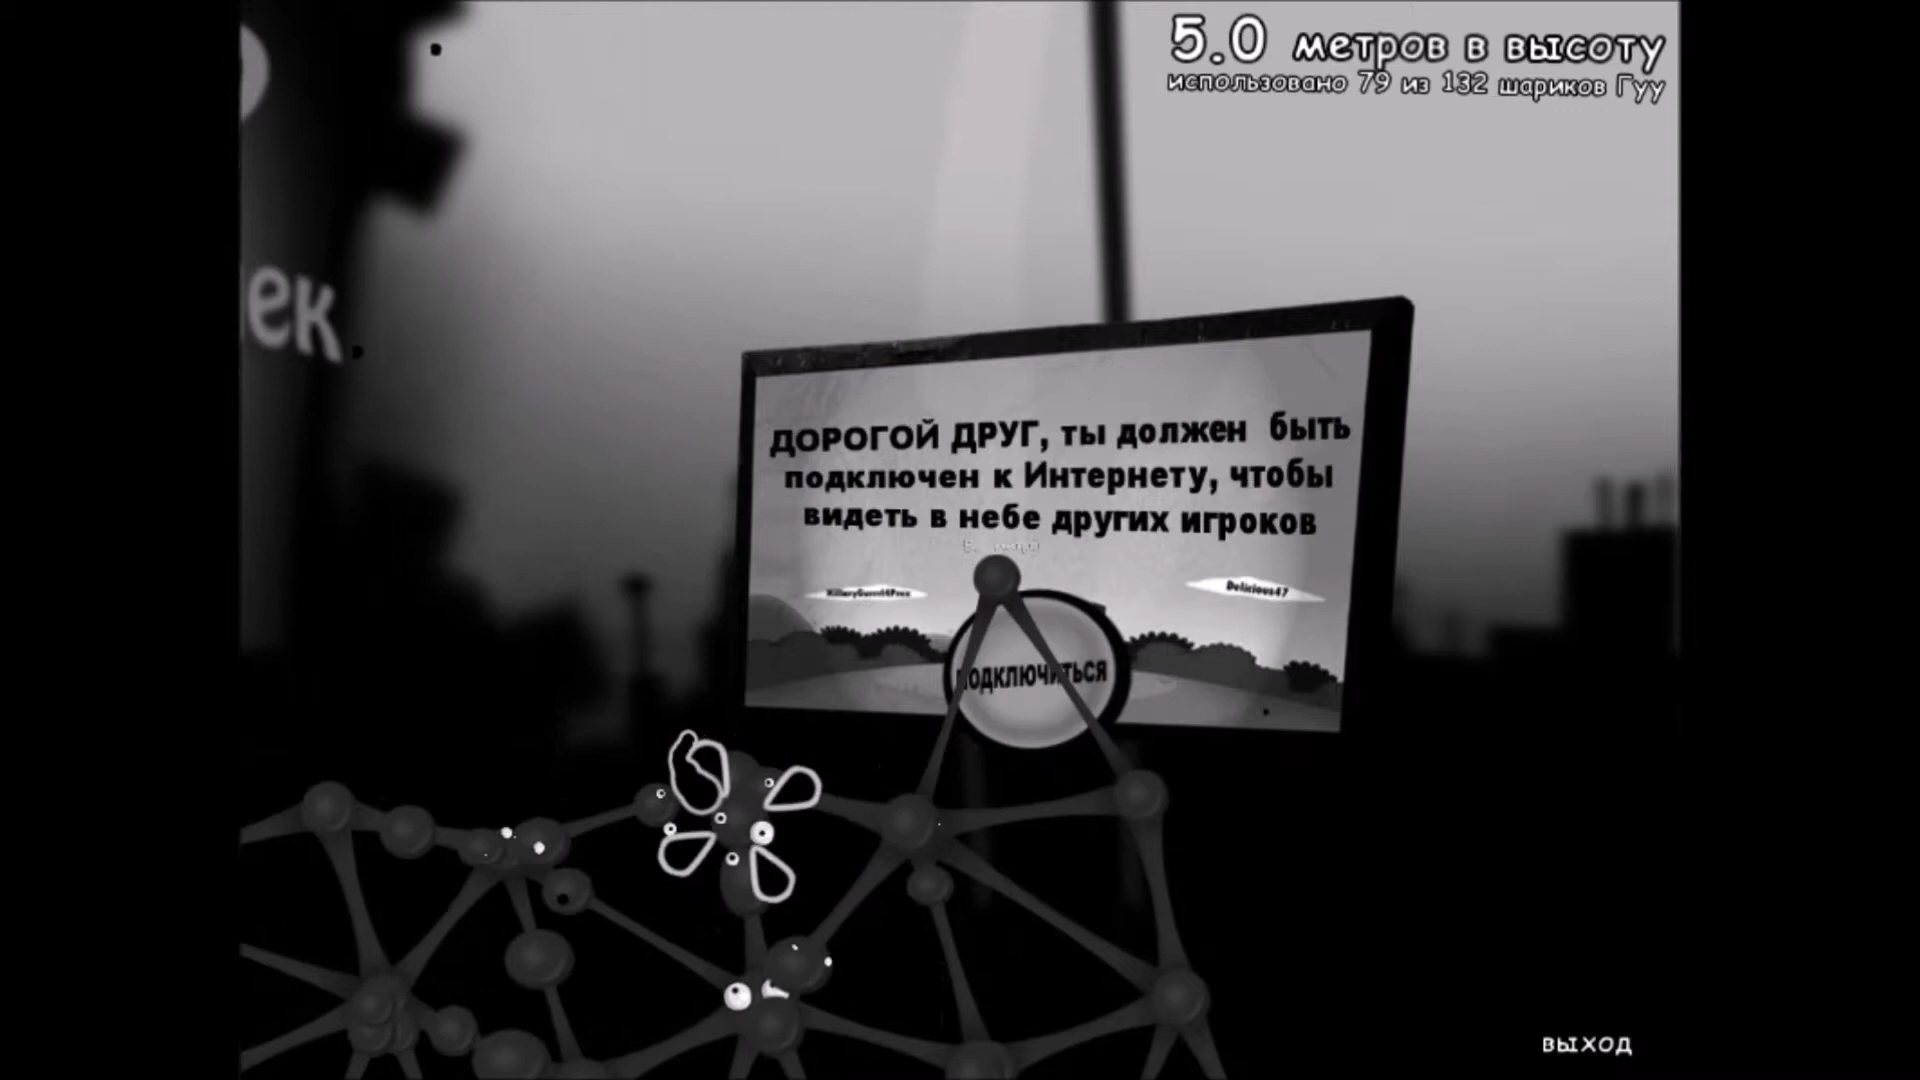 5.0 метров в высоту
использовано 79 из 132 шариков Гуу
ек
ДОРОГОЙ ДРУГ, ты должен быть
подключен к Интернету, чтобы
видеть в небе других игроков
Delicious47
ПОДКЛЮЧИТЬСЯ
выход